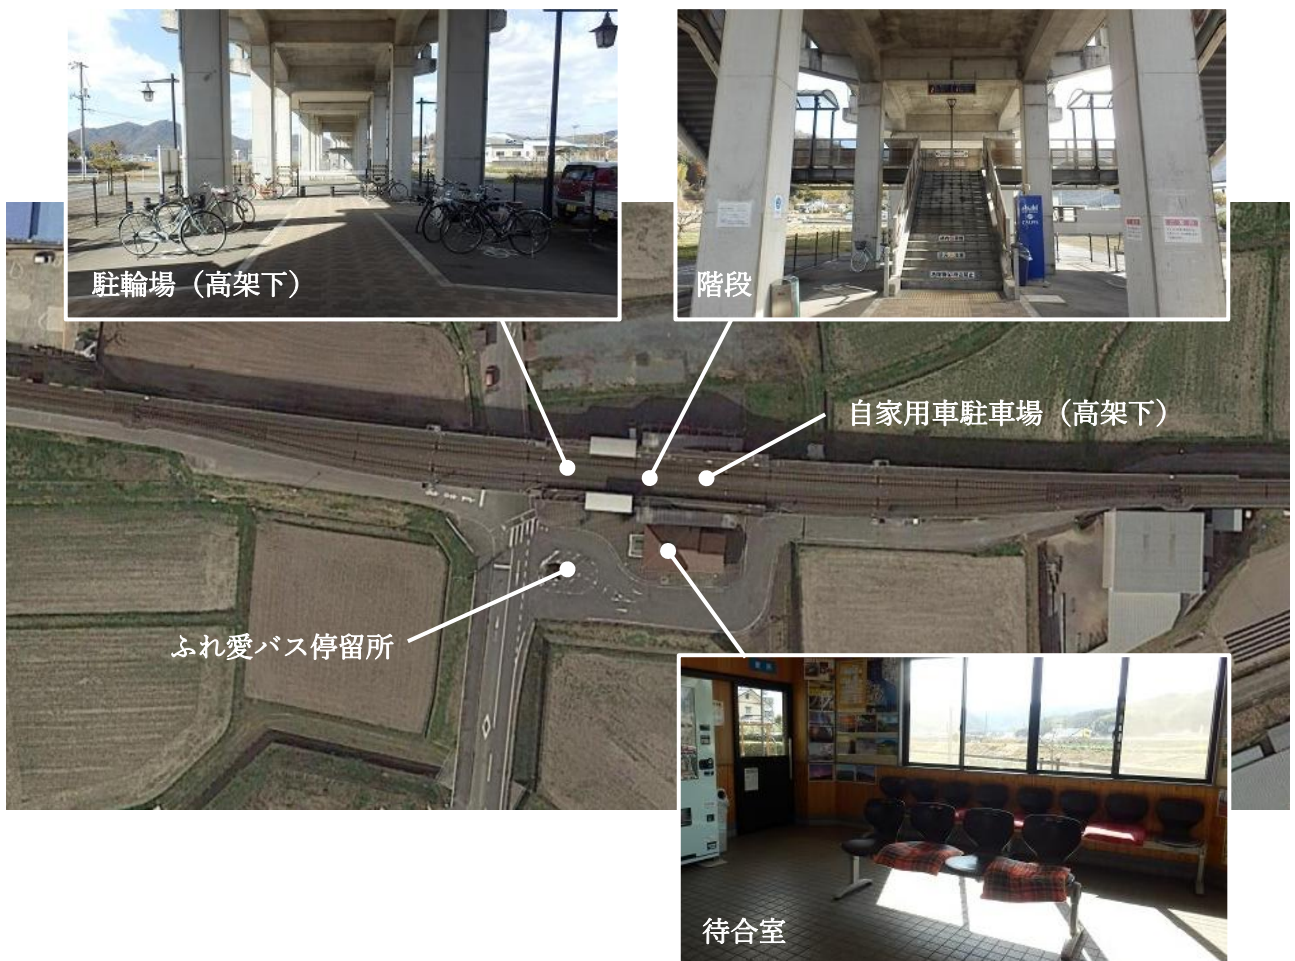 駐輪場（高架下）
階段
自家用車駐車場（高架下）
ふれ愛バス停留所
待合室